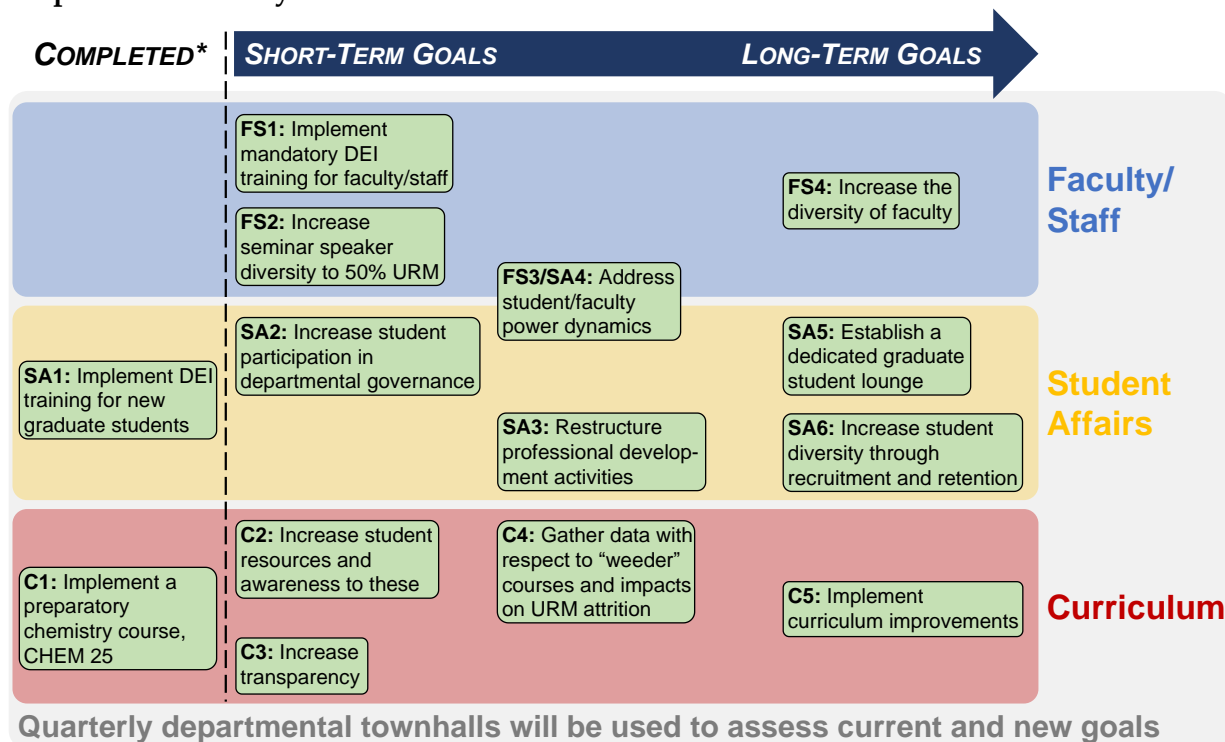 COMPLETED*
SHORT-TERM GOALS
LONG-TERM GOALS
FS1: Implement
mandatory DEI
training for faculty/staff
FS2: Increase
seminar speaker
diversity to 50% URM
FS3/SA4: Address
student/faculty
power dynamics
FS4: Increase the
diversity of faculty
Faculty/
Staff
SA1: Implement DEI
training for new
graduate students
SA2: Increase student
participation in
departmental governance
SA3: Restructure
professional develop-
ment activities
SA5: Establish a
dedicated graduate
student lounge
SA6: Increase student
diversity through
recruitment and retention
Student
Affairs
C1: Implement a
preparatory
chemistry course,
CHEM 25
C2: Increase student
resources and
awareness to these
C3: Increase
transparency
C4: Gather data with
respect to “weeder”
courses and impacts
on URM attrition
C5: Implement
curriculum improvements
Curriculum
Quarterly departmental townhalls will be used to assess current and new goals